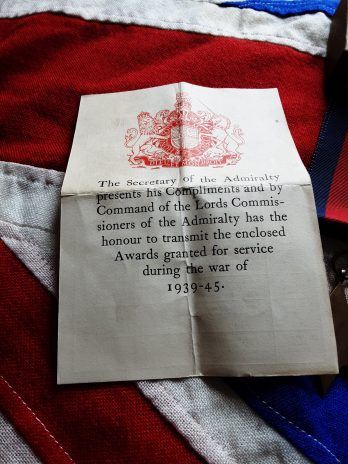 The Secretary of the Admiralty
presents his Compliments and by
Command of the Lords Commis-
sioners of the Admiralty has the
honour to transmit the enclosed
Awards granted for service
during the war of
1939-45.